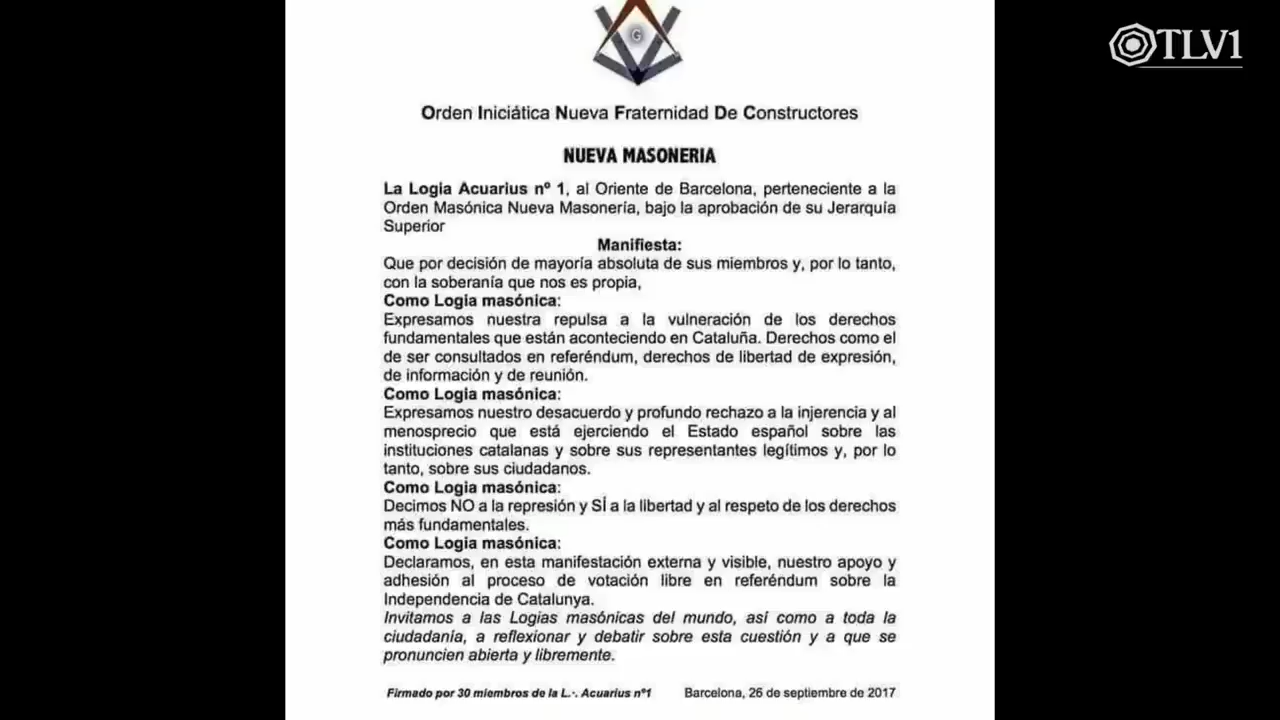 TLV1
G
Orden Iniciática Nueva Fraternidad De Constructores
NUEVA MASONERIA
La Logia Acuarius nº 1, al Oriente de Barcelona, perteneciente a la
Orden Masónica Nueva Masonería, bajo la aprobación de su Jerarquía
Superior
Manifiesta:
Que por decisión de mayoría absoluta de sus miembros y, por lo tanto,
con la soberanía que nos es propia,
Como Logia masónica:
Expresamos nuestra repulsa a la vulneración de los derechos
fundamentales que están aconteciendo en Cataluña. Derechos como el
de ser consultados en referéndum, derechos de libertad de expresión,
de información y de reunión.
Como Logia masónica:
Expresamos nuestro desacuerdo y profundo rechazo a la injerencia y al
menosprecio que está ejerciendo el Estado español sobre las
instituciones catalanas y sobre sus representantes legítimos y, por lo
tanto, sobre sus ciudadanos.
Como Logia masónica:
Decimos NO a la represión y SÍ a la libertad y al respeto de los derechos
más fundamentales.
Como Logia masónica:
Declaramos, en esta manifestación externa y visible, nuestro apoyo y
adhesión al proceso de votación libre en referéndum sobre la
Independencia de Catalunya.
Invitamos a las Logias masónicas del mundo, así como a toda la
ciudadanía, a reflexionar y debatir sobre esta cuestión y a que se
pronuncien abierta y libremente.
Firmado por 30 miembros de la L.·. Acuarius nº1 Barcelona, 26 de septiembre de 2017